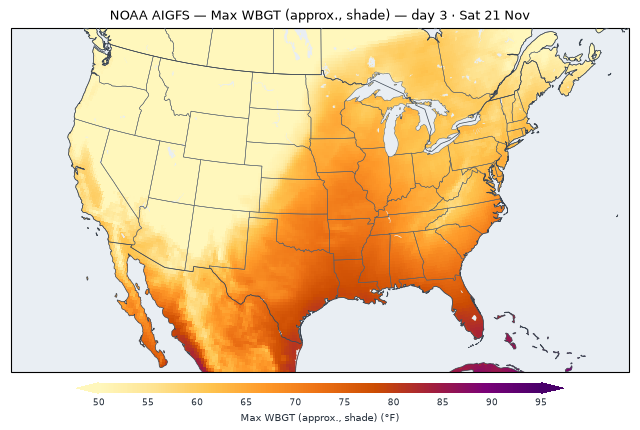 NOAA AIGFS — Max WBGT (approx., shade) — day 3 · Sat 21 Nov
50 55 60 65 70 75 80 85 90 95
Max WBGT (approx., shade) (°F)